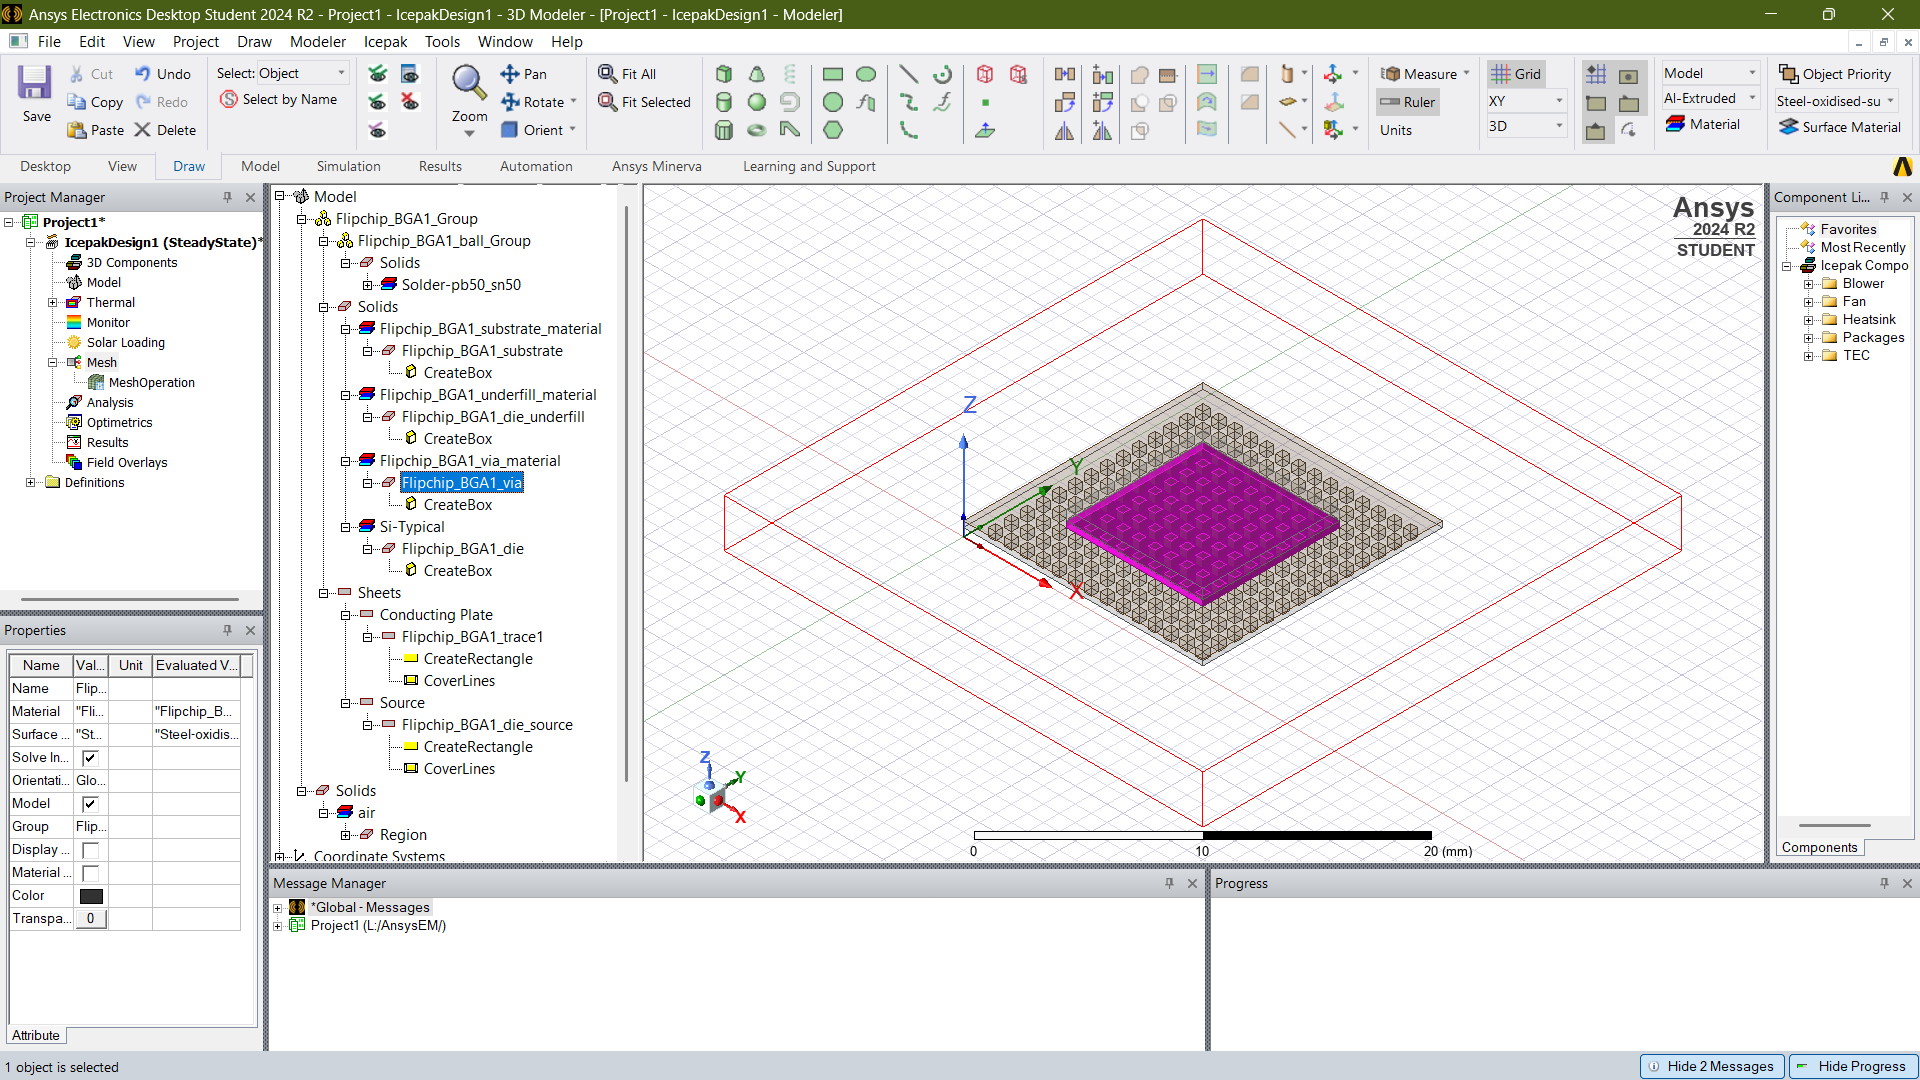 Ansys Electronics Desktop Student 2024 R2 - Project1 - IcepakDesign1 - 3D Modeler - [Project1 - IcepakDesign1 - Modeler]
File Edit View Project Draw Modeler Icepak Tools Window Help
Save
Cut
Copy
Paste
Undo
Redo
Delete
Select: Object
Select by Name
Zoom
Pan
Rotate
Orient
Fit All
Fit Selected
Measure
Ruler
Units
Grid
XY
3D
Model
Al-Extruded
Material
Object Priority
Steel-oxidised-su
Surface Material
Desktop View Draw Model Simulation Results Automation Ansys Minerva Learning and Support
Project Manager
Project1*
IcepakDesign1 (SteadyState)*
3D Components
Model
Thermal
Monitor
Solar Loading
Mesh
MeshOperation
Analysis
Optimetrics
Results
Field Overlays
Definitions
Properties
Name Val... Unit Evaluated V...
Name Flip...
Material "Fli... "Flipchip_B...
Surface ... "St... "Steel-oxidis...
Solve In...
Orientati... Glo...
Model
Group Flip...
Display ...
Material ...
Color
Transpa... 0
Attribute
Model
Flipchip_BGA1_Group
Flipchip_BGA1_ball_Group
Solids
Solder-pb50_sn50
Solids
Flipchip_BGA1_substrate_material
Flipchip_BGA1_substrate
CreateBox
Flipchip_BGA1_underfill_material
Flipchip_BGA1_die_underfill
CreateBox
Flipchip_BGA1_via_material
Flipchip_BGA1_via
CreateBox
Si-Typical
Flipchip_BGA1_die
CreateBox
Sheets
Conducting Plate
Flipchip_BGA1_trace1
CreateRectangle
CoverLines
Source
Flipchip_BGA1_die_source
CreateRectangle
CoverLines
Solids
air
Region
Coordinate Systems
Ansys
2024 R2
STUDENT
Z
Y
X
Z
Y
X
0 10 20 (mm)
Component Li...
Favorites
Most Recently
Icepak Compo
Blower
Fan
Heatsink
Packages
TEC
Components
Message Manager
*Global - Messages
Project1 (L:/AnsysEM/)
Progress
1 object is selected
Hide 2 Messages
Hide Progress